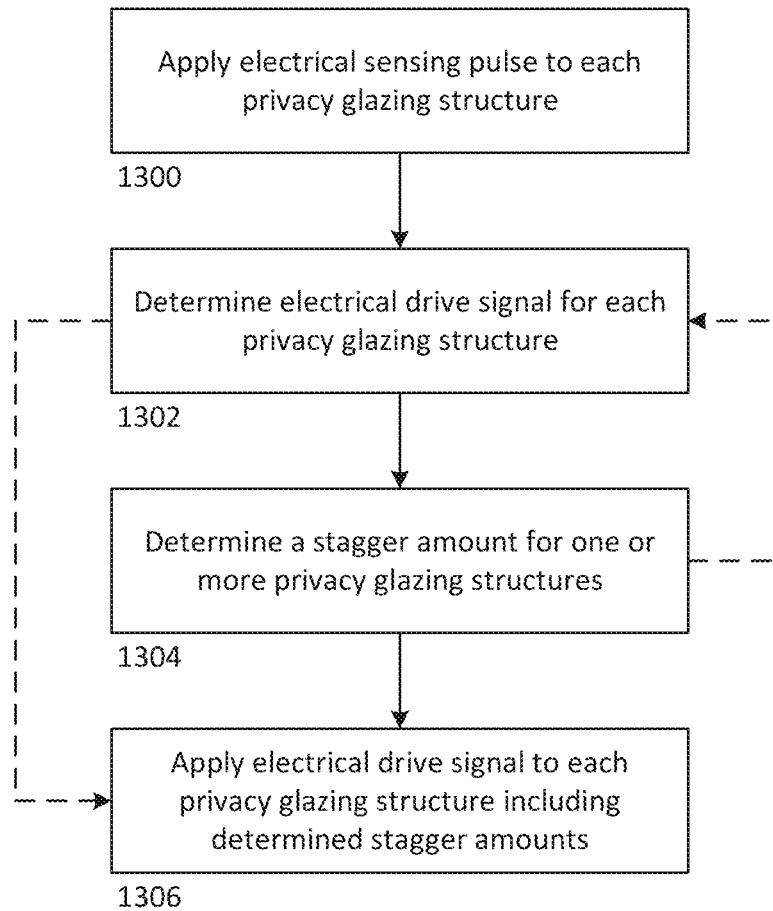 Apply electrical sensing pulse to each
privacy glazing structure
1300
Determine electrical drive signal for each
privacy glazing structure
1302
Determine a stagger amount for one or
more privacy glazing structures
1304
Apply electrical drive signal to each
privacy glazing structure including
determined stagger amounts
1306